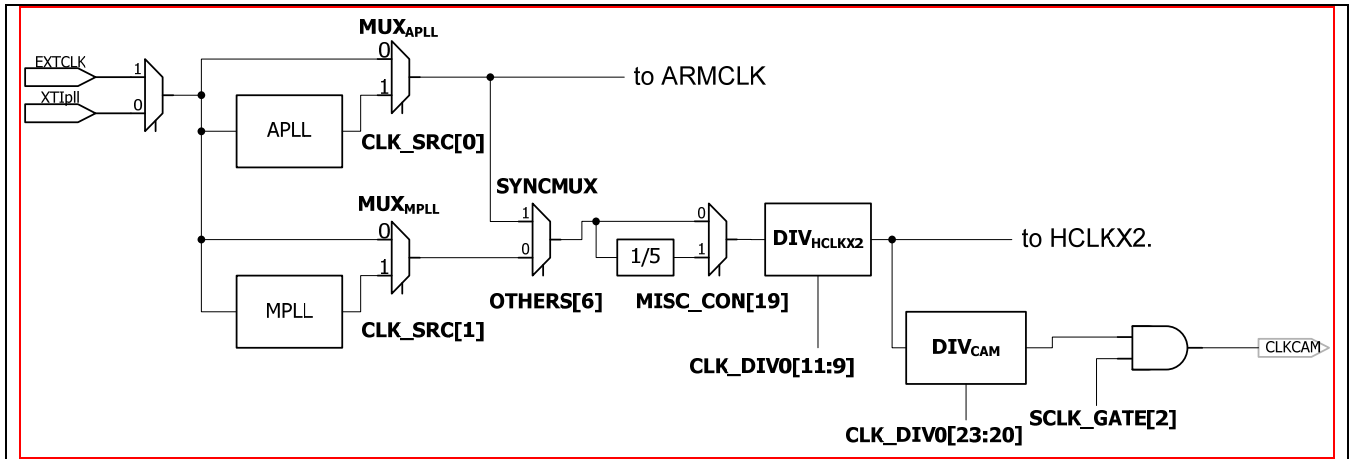 MUXAPLL
EXTCLK
1
0
to ARMCLK
XTIpll
0
1
APLL
CLK_SRC[0]
SYNCMUX
MUXMPLL
1
0
0
0
1/5
1
DIVHCLKX2
to HCLKX2.
1
MPLL
OTHERS[6]
MISC_CON[19]
CLK_SRC[1]
DIVCAM
CLKCAM
CLK_DIV0[11:9]
SCLK_GATE[2]
CLK_DIV0[23:20]